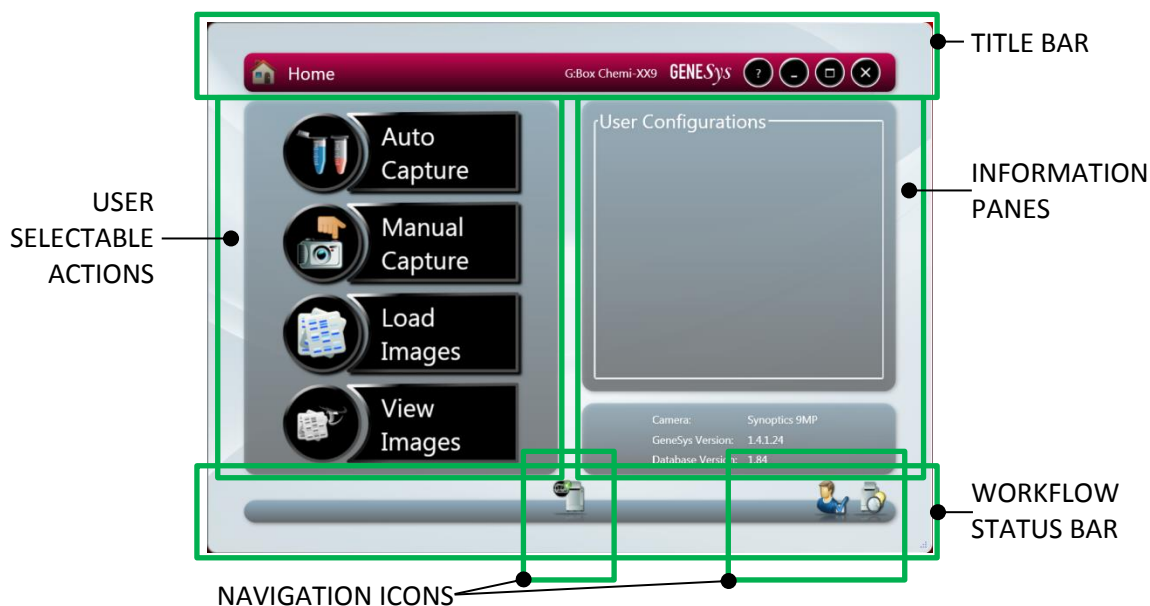 TITLE BAR
Home
G:Box Chemi-XX9 GENESys ?
Auto
Capture
User Configurations
INFORMATION
PANES
USER
SELECTABLE
ACTIONS
Manual
Capture
Load
Images
View
Images
Camera: Synoptics 9MP
GeneSys Version: 1.4.1.24
Database Version: 1.84
WORKFLOW
STATUS BAR
NAVIGATION ICONS